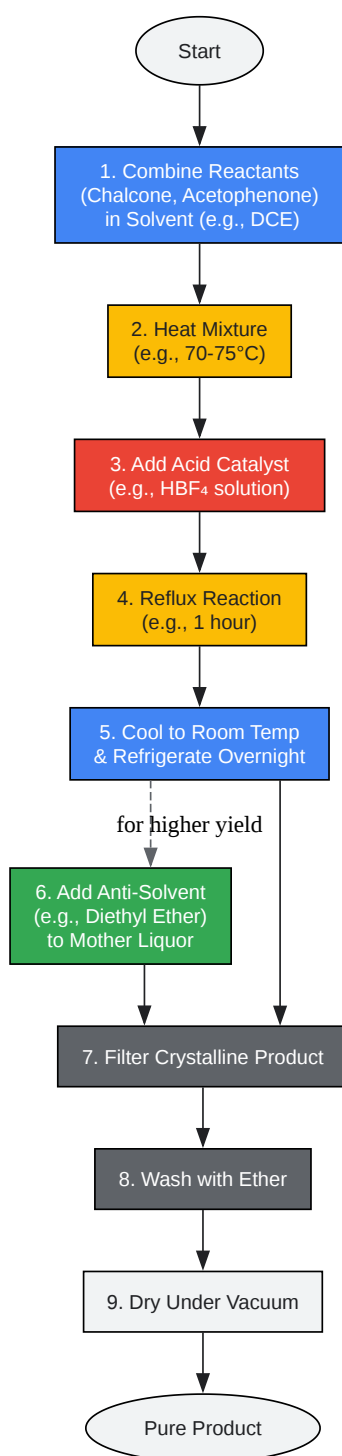 Start
1. Combine Reactants
(Chalcone, Acetophenone)
in Solvent (e.g., DCE)
2. Heat Mixture
(e.g., 70-75°C)
3. Add Acid Catalyst
(e.g., HBF₄ solution)
4. Reflux Reaction
(e.g., 1 hour)
5. Cool to Room Temp
& Refrigerate Overnight
for higher yield
6. Add Anti-Solvent
(e.g., Diethyl Ether)
to Mother Liquor
7. Filter Crystalline Product
8. Wash with Ether
9. Dry Under Vacuum
Pure Product